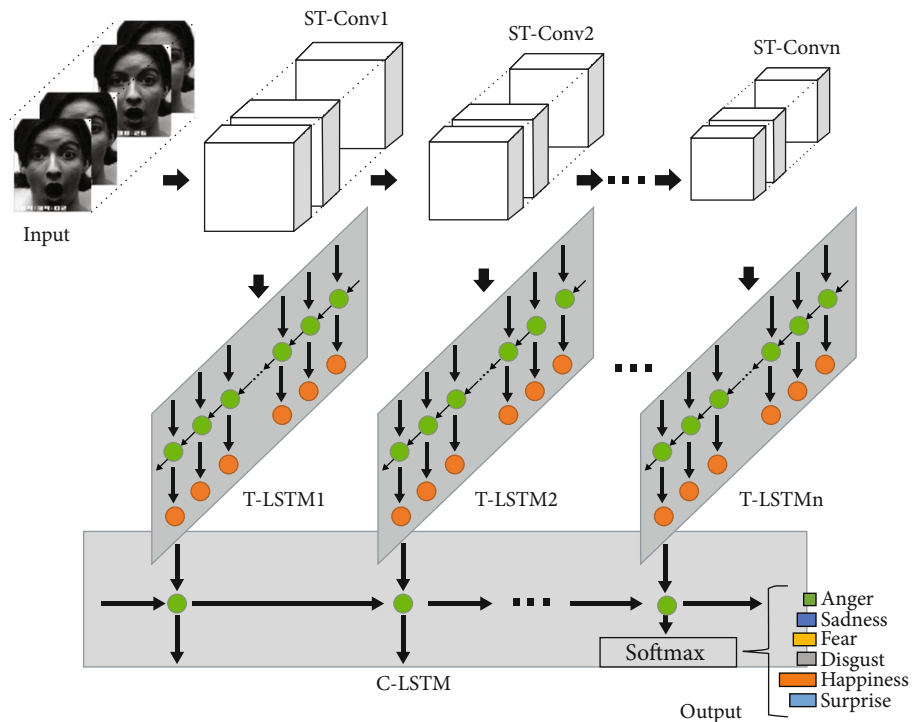 ST-Conv1
ST-Conv2
ST-Convn
Input
T-LSTM1
T-LSTM2
T-LSTMn
Softmax
C-LSTM
Output
Anger
Sadness
Fear
Disgust
Happiness
Surprise